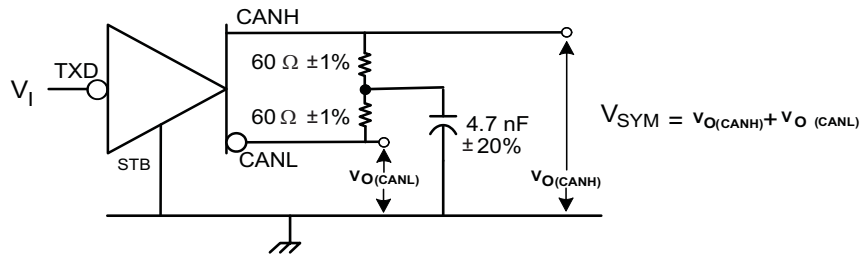 CANH
TXD
V_I
60 Ω ±1%
60 Ω ±1%
4.7 nF
±20%
STB
CANL
V_O(CANL)
V_O(CANH)
V_SYM = V_O(CANH) + V_O (CANL)